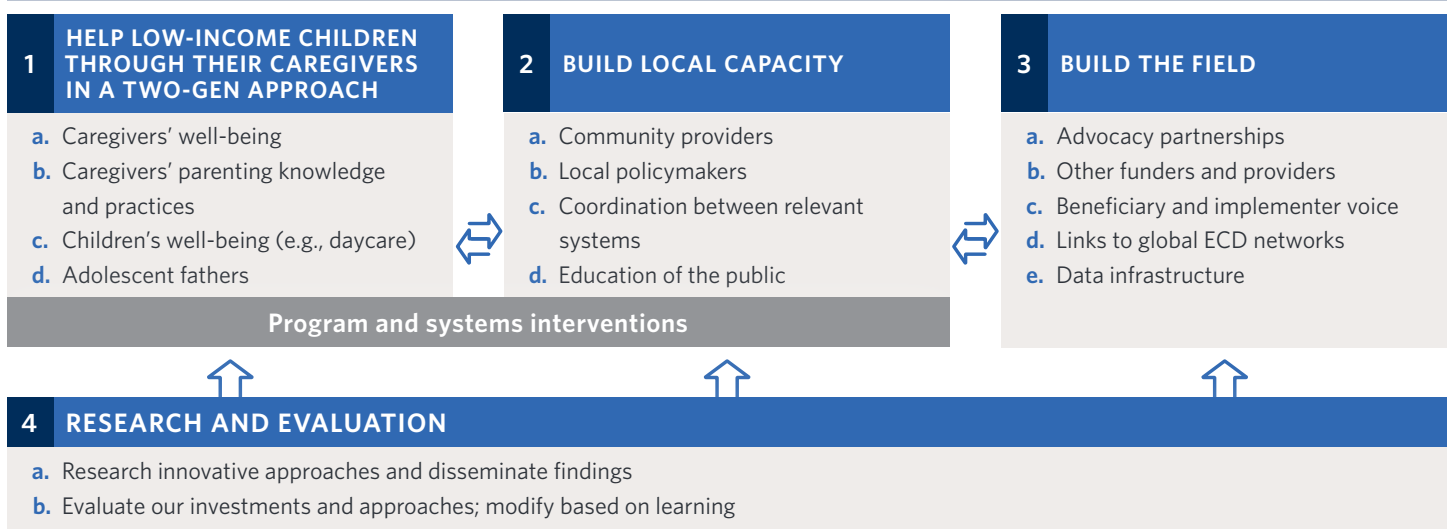 1
HELP LOW-INCOME CHILDREN
THROUGH THEIR CAREGIVERS
IN A TWO-GEN APPROACH
a. Caregivers’ well-being
b. Caregivers’ parenting knowledge
and practices
c. Children’s well-being (e.g., daycare)
d. Adolescent fathers
2 BUILD LOCAL CAPACITY
a. Community providers
b. Local policymakers
c. Coordination between relevant
systems
d. Education of the public
Program and systems interventions
3 BUILD THE FIELD
a. Advocacy partnerships
b. Other funders and providers
c. Beneficiary and implementer voice
d. Links to global ECD networks
e. Data infrastructure
4 RESEARCH AND EVALUATION
a. Research innovative approaches and disseminate findings
b. Evaluate our investments and approaches; modify based on learning